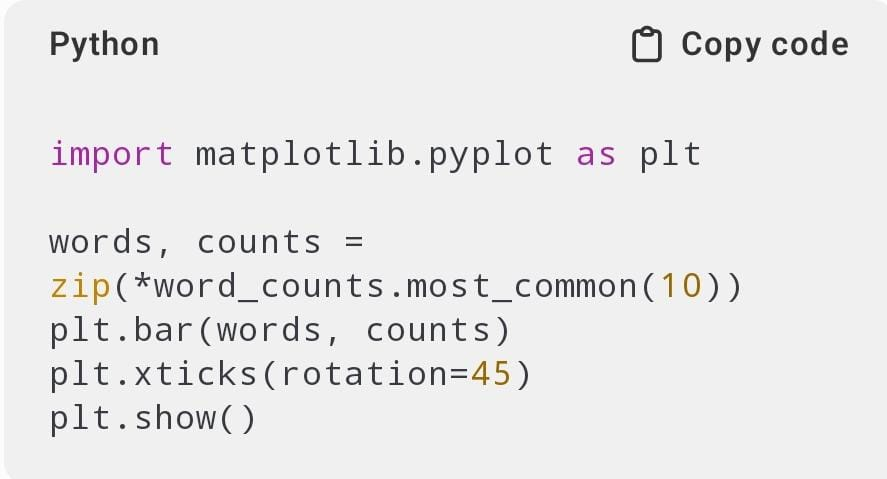 Python
Copy code
import matplotlib.pyplot as plt
words, counts =
zip(*word_counts.most_common(10))
plt.bar(words, counts)
plt.xticks(rotation=45)
plt.show()